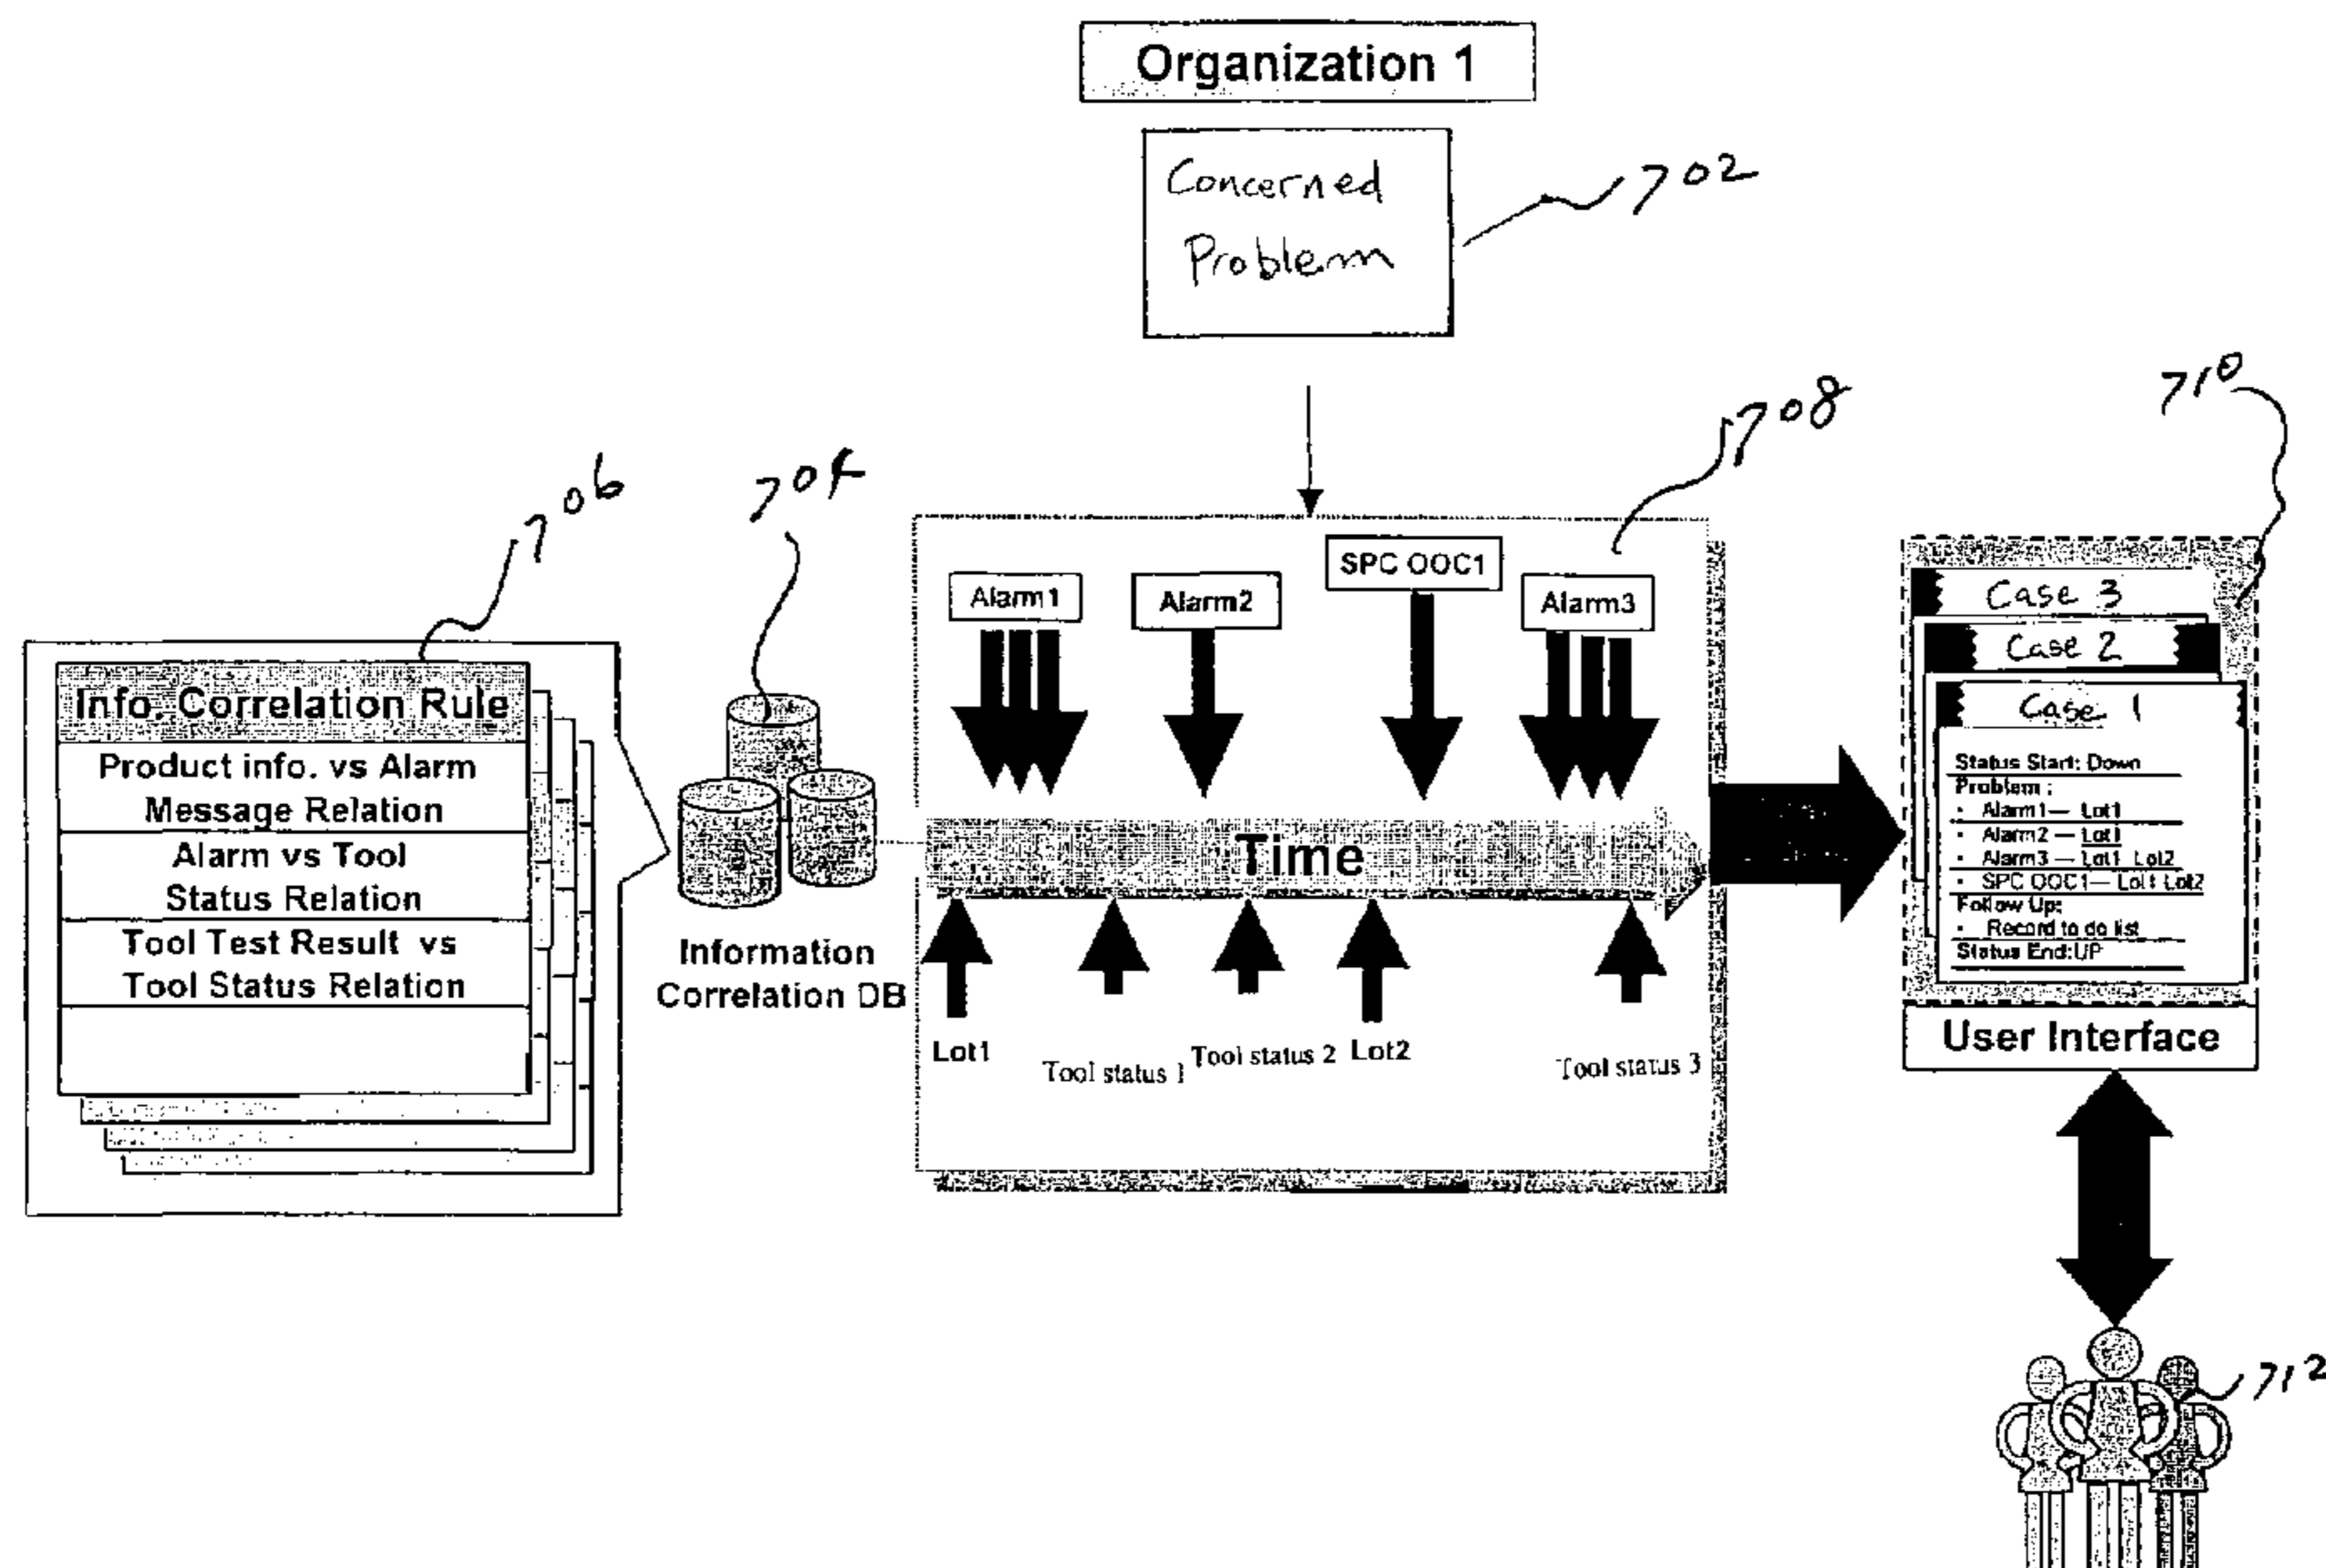 Organization 1
Concerned
Problem
702
706
704
708
710
Info. Correlation Rule
Product info. vs Alarm
Message Relation
Alarm vs Tool
Status Relation
Tool Test Result vs
Tool Status Relation
Information
Correlation DB
Alarm1
Alarm2
SPC OOC1
Alarm3
Time
Lot1
Tool status 1
Tool status 2
Lot2
Tool status 3
Case 3
Case 2
Case 1
Status Start: Down
Problem :
· Alarm1— Lot1
· Alarm2 — Lot1
· Alarm3 — Lot1 Lot2
· SPC OOC1— Lot1 Lot2
Follow Up:
· Record to do list
Status End:UP
User Interface
712